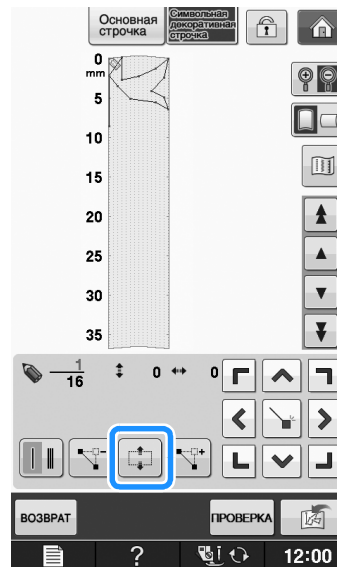 Основная
строчка
Символьная
декоративная
строчка
0
mm
5
10
15
20
25
30
35
1
16
0
0
ВОЗВРАТ
ПРОВЕРКА
?
12:00